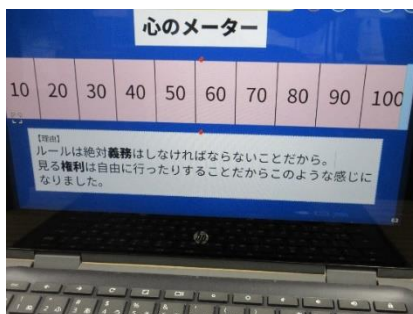 心のメーター
10 20 30 40 50 60 70 80 90 100
【理由】
ルールは絶対義務はしなければならないことだから。
見る権利は自由に行ったりすることだからこのような感じに
なりました。
hp